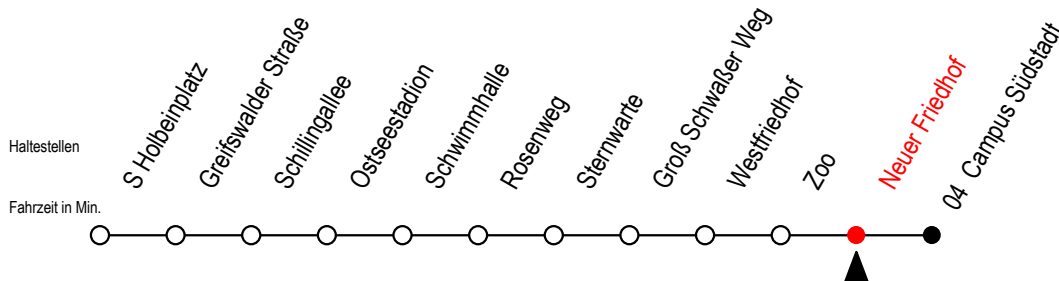 Haltestellen
Fahrzeit in Min.
S Holbeinplatz
Greifswalder Straße
Schillingallee
Ostseestadion
Schwimmhalle
Rosenweg
Sternwarte
Groß Schwaßer Weg
Westfriedhof
Zoo
Neuer Friedhof
04 Campus Südstadt